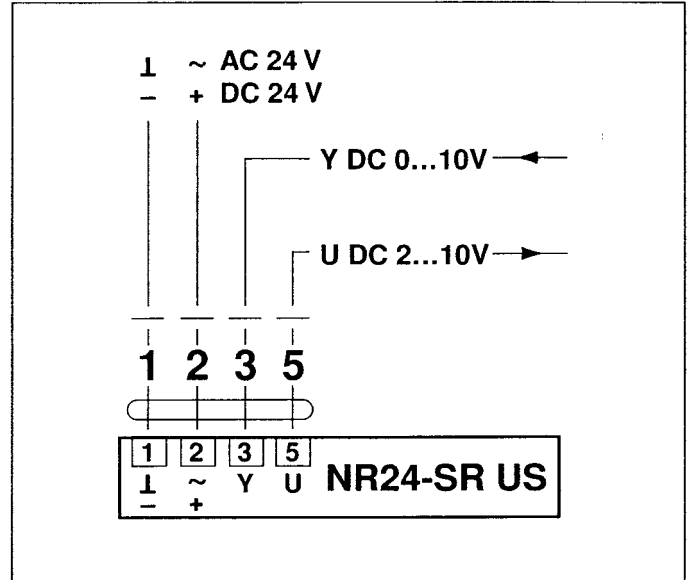 ⊥ ~ AC 24 V
– + DC 24 V
Y DC 0...10V
U DC 2...10V
1 2 3 5
1 2 3 5
⊥ ~ Y U NR24-SR US
– +